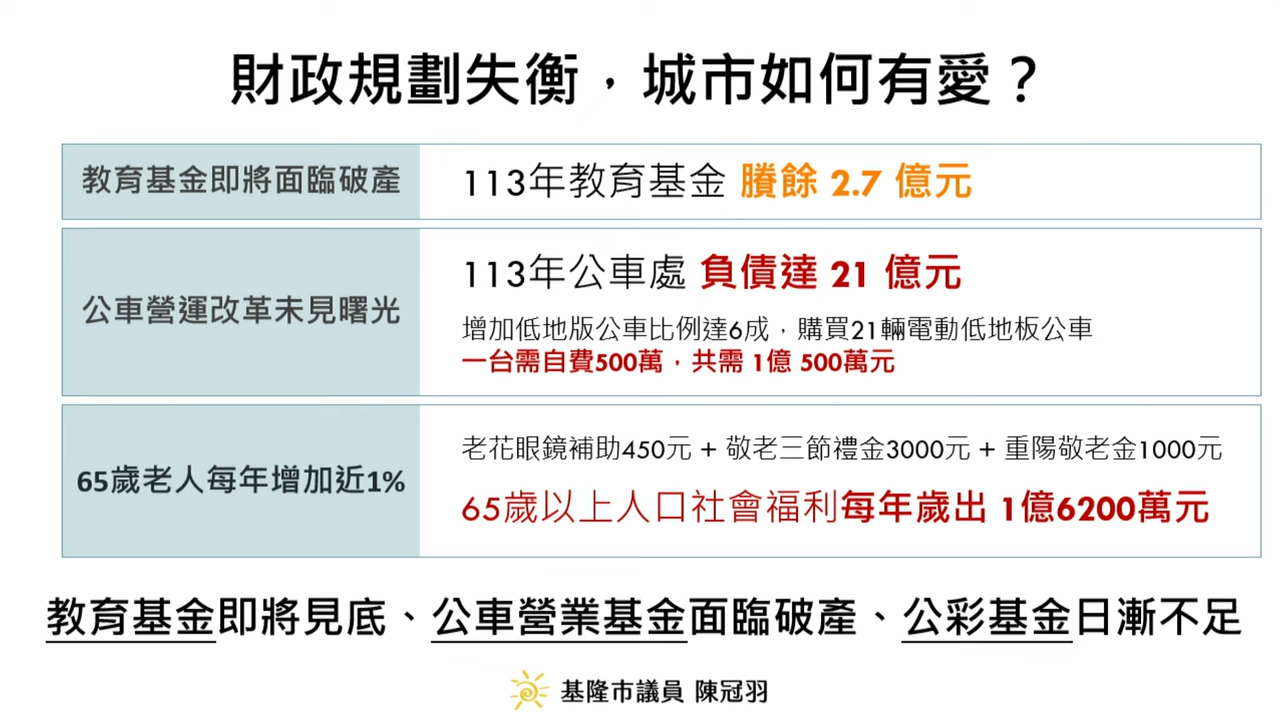 財政規劃失衡，城市如何有愛？
教育基金即將面臨破產
113年教育基金 賸餘 2.7 億元
公車營運改革未見曙光
113年公車處 負債達 21 億元
增加低地版公車比例達6成，購買21輛電動低地板公車
一台需自費500萬，共需 1億 500萬元
65歲老人每年增加近1%
老花眼鏡補助450元 + 敬老三節禮金3000元 + 重陽敬老金1000元
65歲以上人口社會福利每年歲出 1億6200萬元
教育基金即將見底、公車營業基金面臨破產、公彩基金日漸不足
基隆市議員 陳冠羽